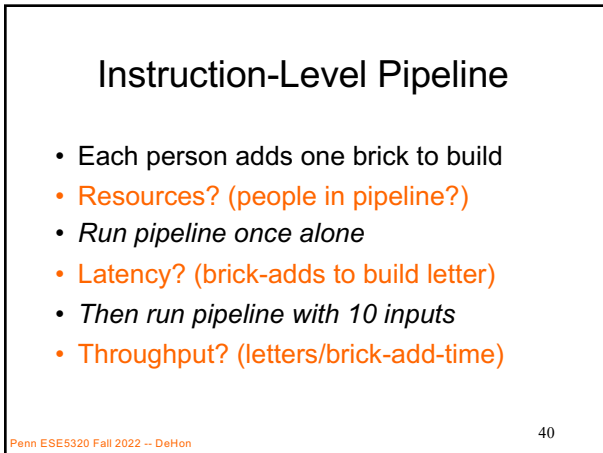 Instruction-Level Pipeline
• Each person adds one brick to build
• Resources? (people in pipeline?)
• Run pipeline once alone
• Latency? (brick-adds to build letter)
• Then run pipeline with 10 inputs
• Throughput? (letters/brick-add-time)
Penn ESE5320 Fall 2022 -- DeHon
40